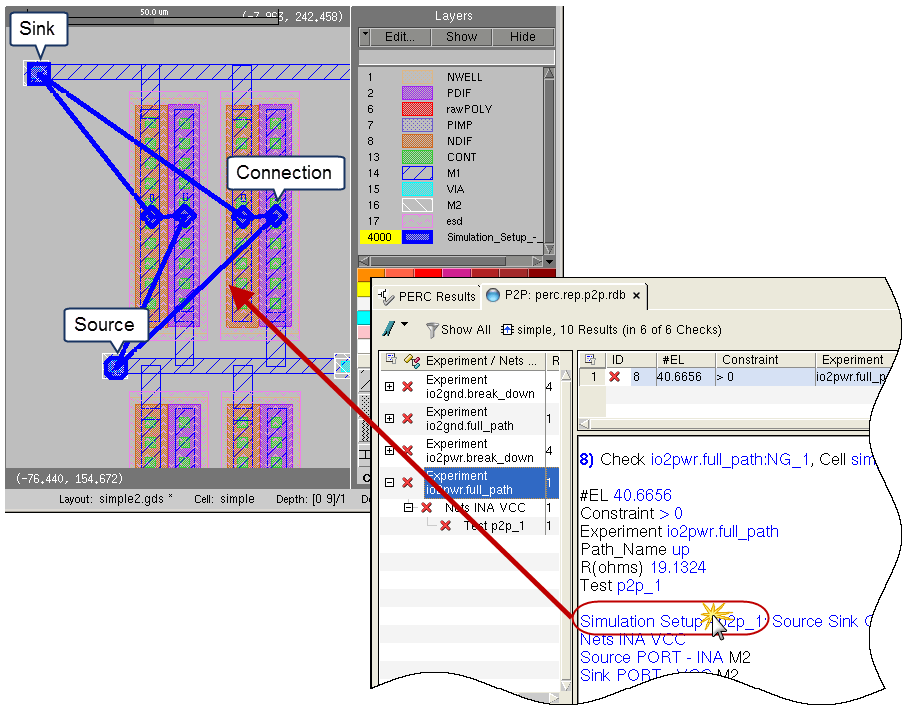 50.0 um
242.458)
Sink
Connection
Source
(-76.440, 154.672)
Layout: simple2.gds * Cell: simple Depth: [0 9]/1
Layers
Edit... Show Hide
1 NWELL
2 PDIF
6 rawPOLY
7 PIMP
8 NDIF
13 CONT
14 M1
15 VIA
16 M2
17 esd
4000 Simulation_Setup_-_
PERC Results P2P: perc.rep.p2p.rdb
Show All simple, 10 Results (in 6 of 6 Checks)
Experiment / Nets ... R
Experiment
io2gnd.break_down 4
Experiment
io2gnd.full_path 1
Experiment
io2pwr.break_down 4
Experiment
io2pwr.full_path 1
Nets INA VCC 1
Test p2p_1 1
ID #EL Constraint Experiment
1 8 40.6656 > 0 io2pwr.full_p
8) Check io2pwr.full_path:NG_1, Cell sim
#EL 40.6656
Constraint > 0
Experiment io2pwr.full_path
Path_Name up
R(ohms) 19.1324
Test p2p_1
Simulation Setup p2p_1: Source Sink
Nets INA VCC
Source PORT - INA M2
Sink PORT - VCC M2